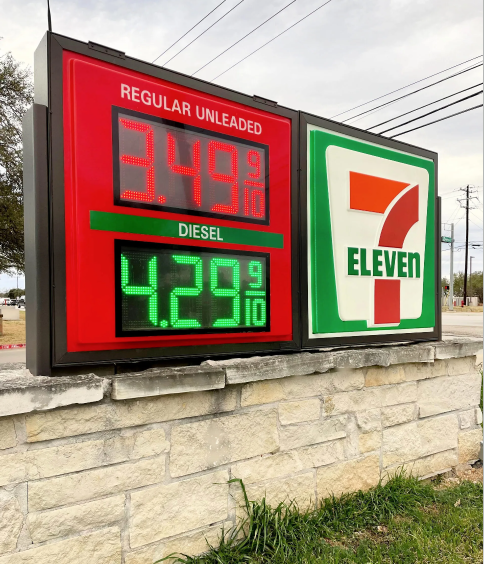 REGULAR UNLEADED
3.49 9/10
DIESEL
4.29 9/10
7
ELEVEn